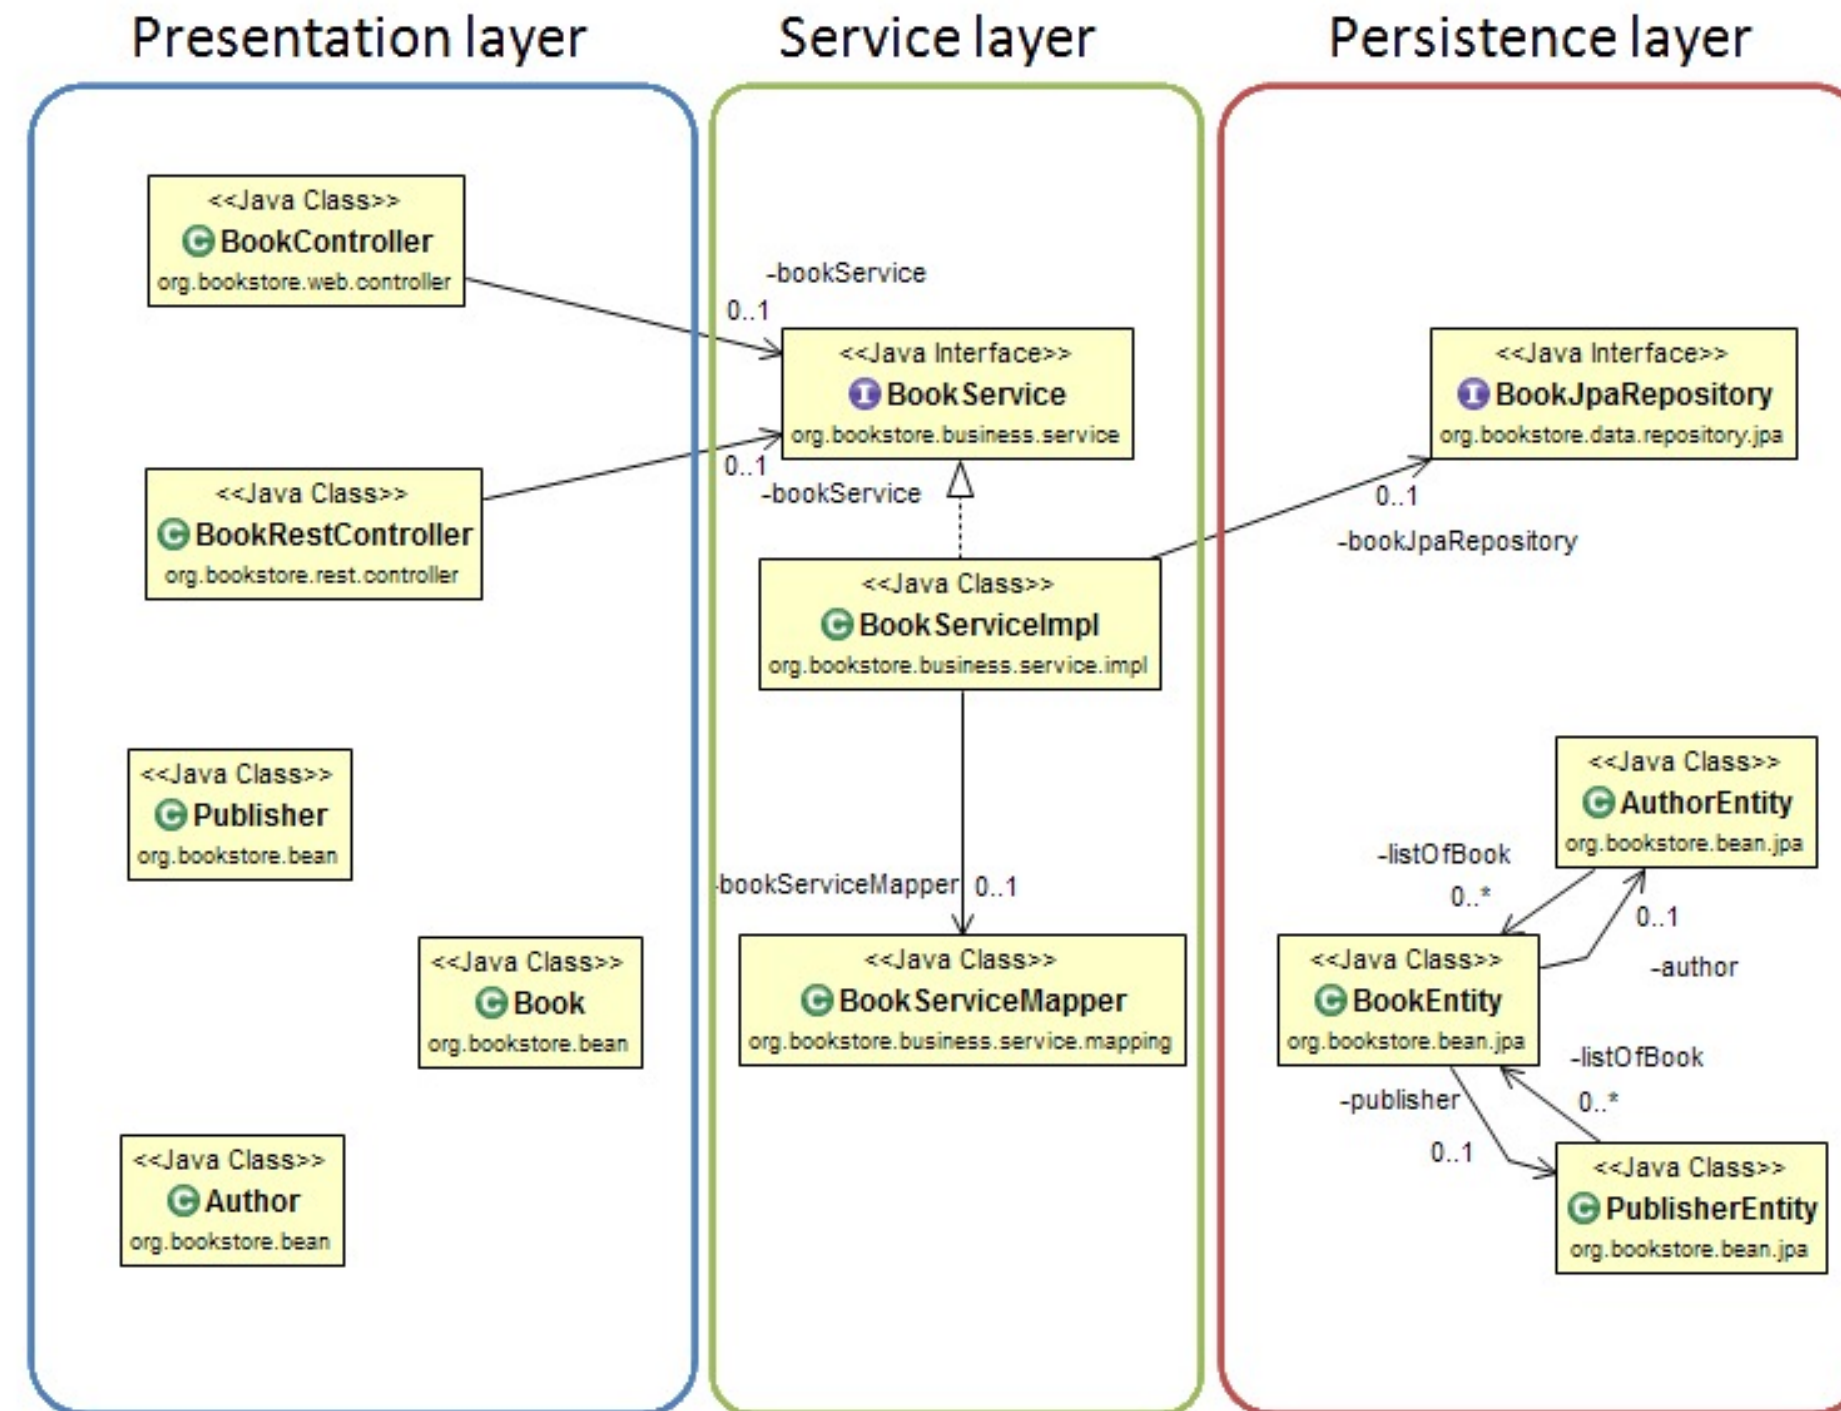 Presentation layer
Service layer
Persistence layer
<<Java Class>>
BookController
org.bookstore.web.controller
-bookService
0..1
<<Java Interface>>
BookService
org.bookstore.business.service
<<Java Interface>>
BookJpaRepository
org.bookstore.data.repository.jpa
0..1
-bookService
<<Java Class>>
BookRestController
org.bookstore.rest.controller
0..1
-bookJpaRepository
<<Java Class>>
BookServiceImpl
org.bookstore.business.service.impl
<<Java Class>>
Publisher
org.bookstore.bean
<<Java Class>>
AuthorEntity
org.bookstore.bean.jpa
-bookServiceMapper
0..1
-listOfBook
0..*
0..1
-author
<<Java Class>>
Book
org.bookstore.bean
<<Java Class>>
BookServiceMapper
org.bookstore.business.service.mapping
<<Java Class>>
BookEntity
org.bookstore.bean.jpa
-listOfBook
0..*
-publisher
0..1
<<Java Class>>
Author
org.bookstore.bean
<<Java Class>>
PublisherEntity
org.bookstore.bean.jpa